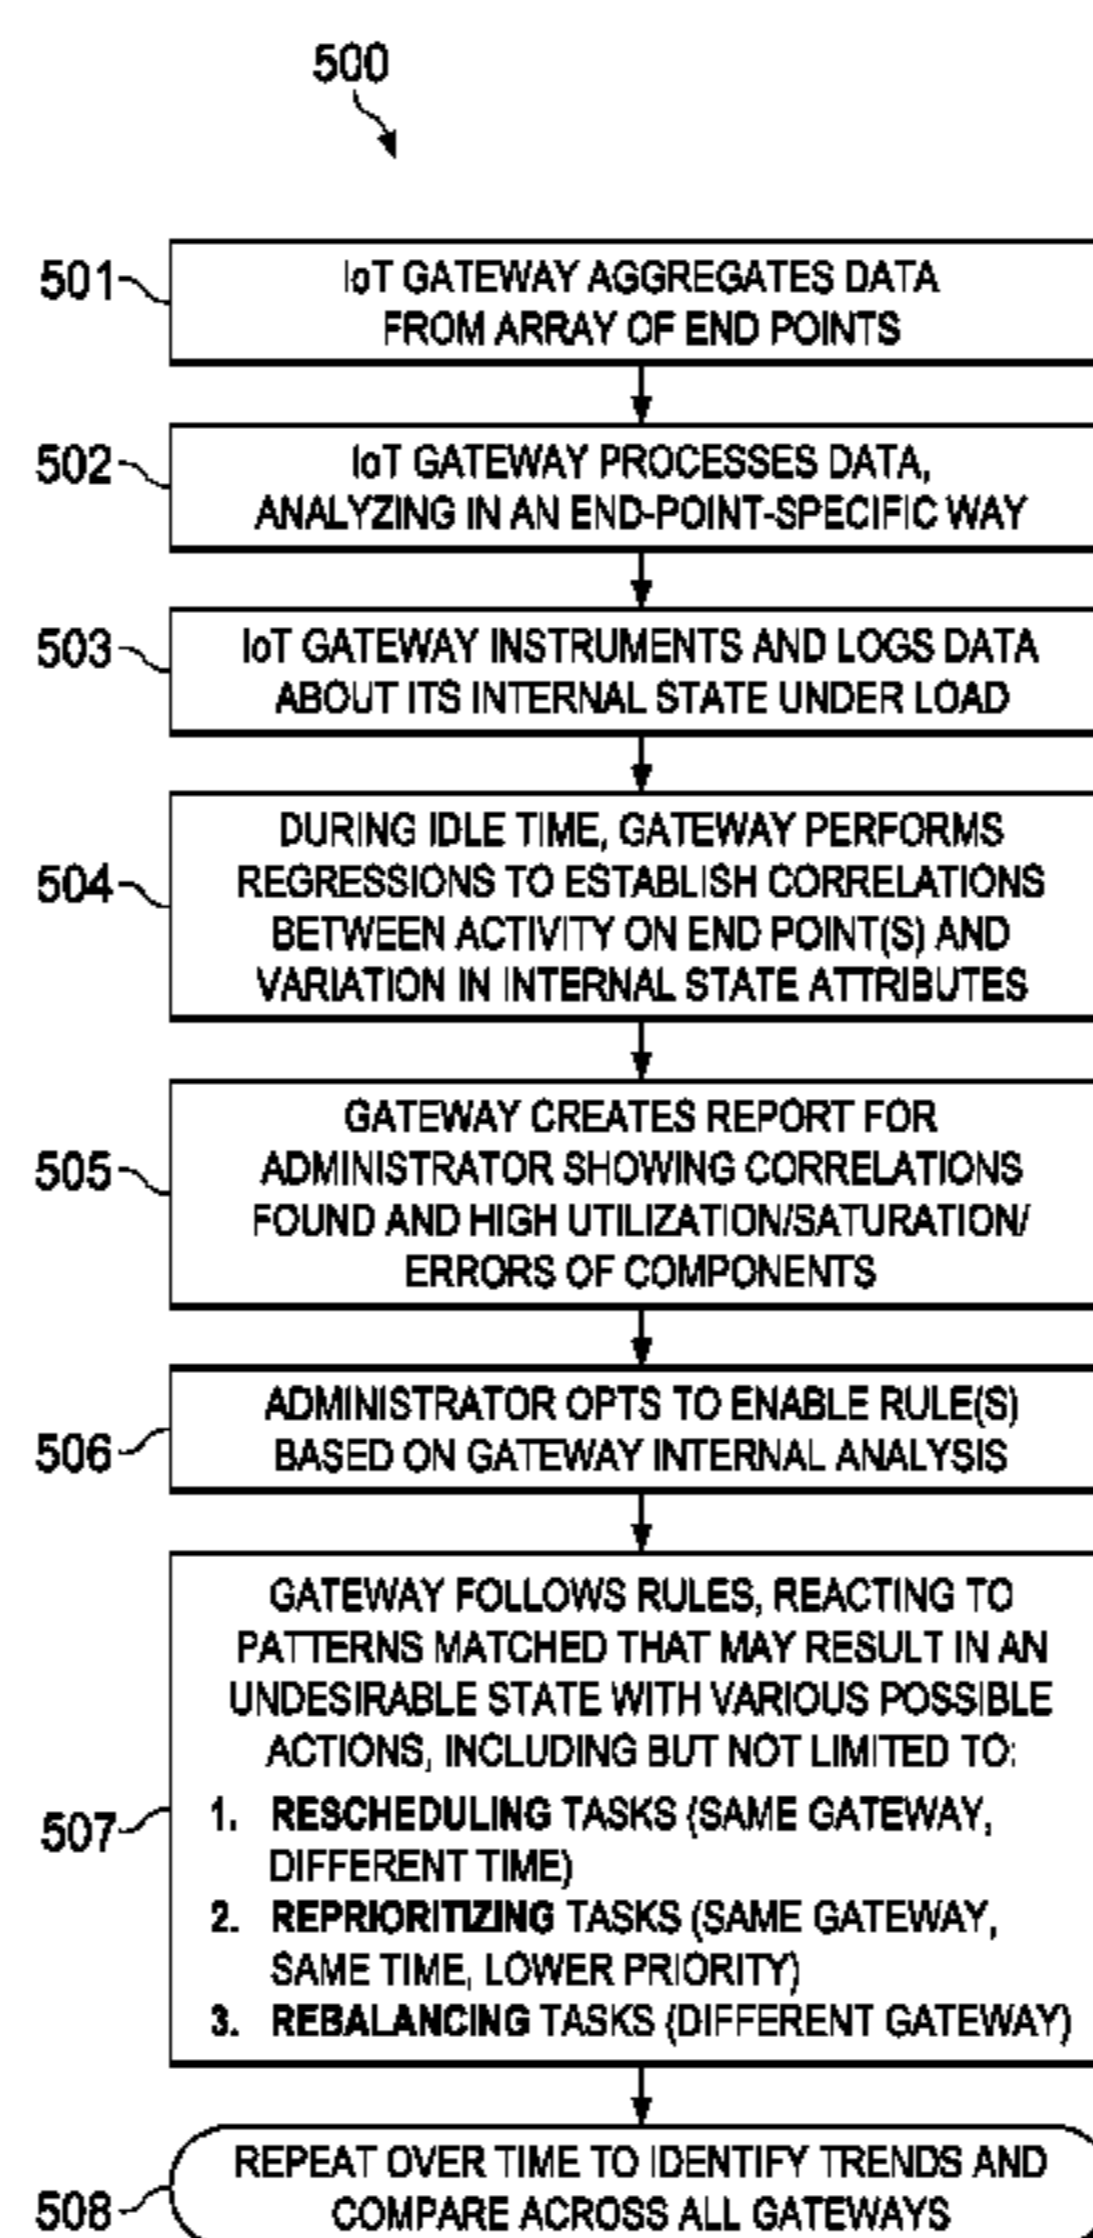 500
501
IoT GATEWAY AGGREGATES DATA
FROM ARRAY OF END POINTS
502
IoT GATEWAY PROCESSES DATA,
ANALYZING IN AN END-POINT-SPECIFIC WAY
503
IoT GATEWAY INSTRUMENTS AND LOGS DATA
ABOUT ITS INTERNAL STATE UNDER LOAD
504
DURING IDLE TIME, GATEWAY PERFORMS
REGRESSIONS TO ESTABLISH CORRELATIONS
BETWEEN ACTIVITY ON END POINT(S) AND
VARIATION IN INTERNAL STATE ATTRIBUTES
505
GATEWAY CREATES REPORT FOR
ADMINISTRATOR SHOWING CORRELATIONS
FOUND AND HIGH UTILIZATION/SATURATION/
ERRORS OF COMPONENTS
506
ADMINISTRATOR OPTS TO ENABLE RULE(S)
BASED ON GATEWAY INTERNAL ANALYSIS
507
GATEWAY FOLLOWS RULES, REACTING TO
PATTERNS MATCHED THAT MAY RESULT IN AN
UNDESIRABLE STATE WITH VARIOUS POSSIBLE
ACTIONS, INCLUDING BUT NOT LIMITED TO:
1. RESCHEDULING TASKS (SAME GATEWAY,
DIFFERENT TIME)
2. REPRIORITIZING TASKS (SAME GATEWAY,
SAME TIME, LOWER PRIORITY)
3. REBALANCING TASKS (DIFFERENT GATEWAY)
508
REPEAT OVER TIME TO IDENTIFY TRENDS AND
COMPARE ACROSS ALL GATEWAYS